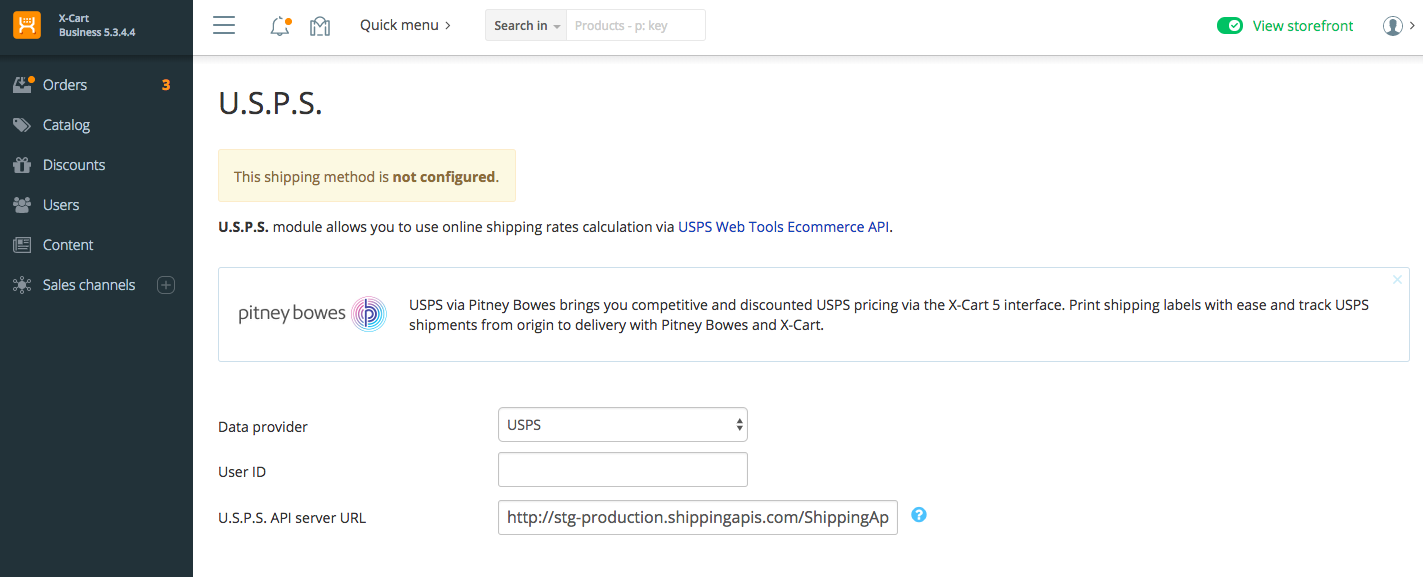 X-Cart
Business 5.3.4.4
Quick menu
Search in
Products - p: key
View storefront
Orders 3
Catalog
Discounts
Users
Content
Sales channels
U.S.P.S.
This shipping method is not configured.
U.S.P.S. module allows you to use online shipping rates calculation via USPS Web Tools Ecommerce API.
pitney bowes
USPS via Pitney Bowes brings you competitive and discounted USPS pricing via the X-Cart 5 interface. Print shipping labels with ease and track USPS
shipments from origin to delivery with Pitney Bowes and X-Cart.
Data provider USPS
User ID
U.S.P.S. API server URL http://stg-production.shippingapis.com/ShippingAp